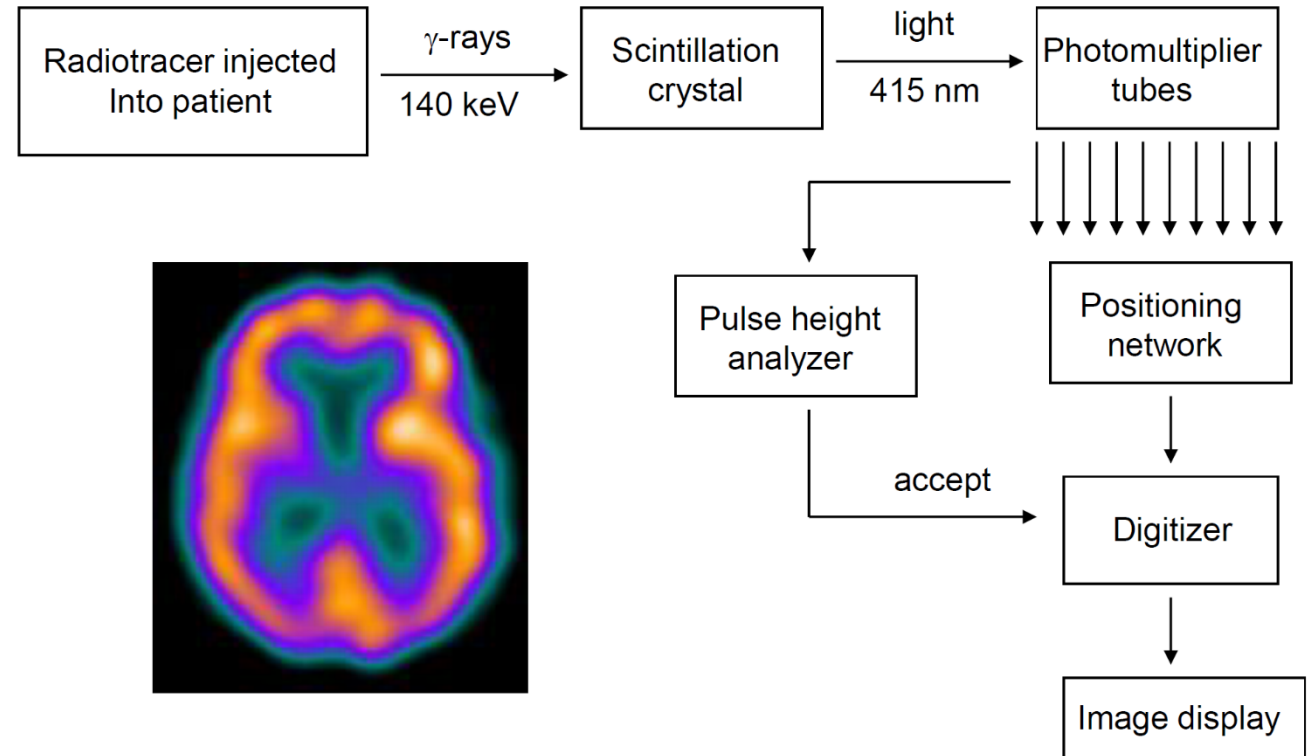 Radiotracer injected
Into patient
γ-rays
140 keV
Scintillation
crystal
light
415 nm
Photomultiplier
tubes
Pulse height
analyzer
Positioning
network
accept
Digitizer
Image display